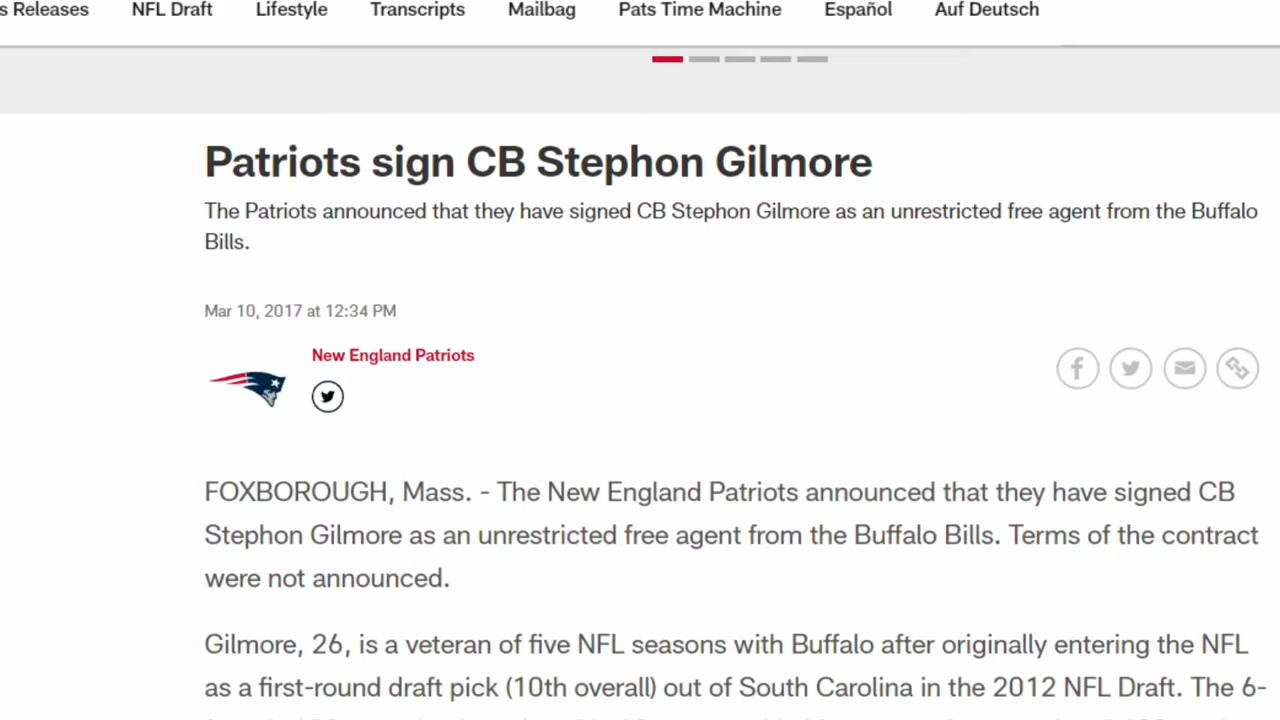 s Releases NFL Draft Lifestyle Transcripts Mailbag Pats Time Machine Español Auf Deutsch
Patriots sign CB Stephon Gilmore
The Patriots announced that they have signed CB Stephon Gilmore as an unrestricted free agent from the Buffalo
Bills.
Mar 10, 2017 at 12:34 PM
New England Patriots
FOXBOROUGH, Mass. - The New England Patriots announced that they have signed CB
Stephon Gilmore as an unrestricted free agent from the Buffalo Bills. Terms of the contract
were not announced.
Gilmore, 26, is a veteran of five NFL seasons with Buffalo after originally entering the NFL
as a first-round draft pick (10th overall) out of South Carolina in the 2012 NFL Draft. The 6-